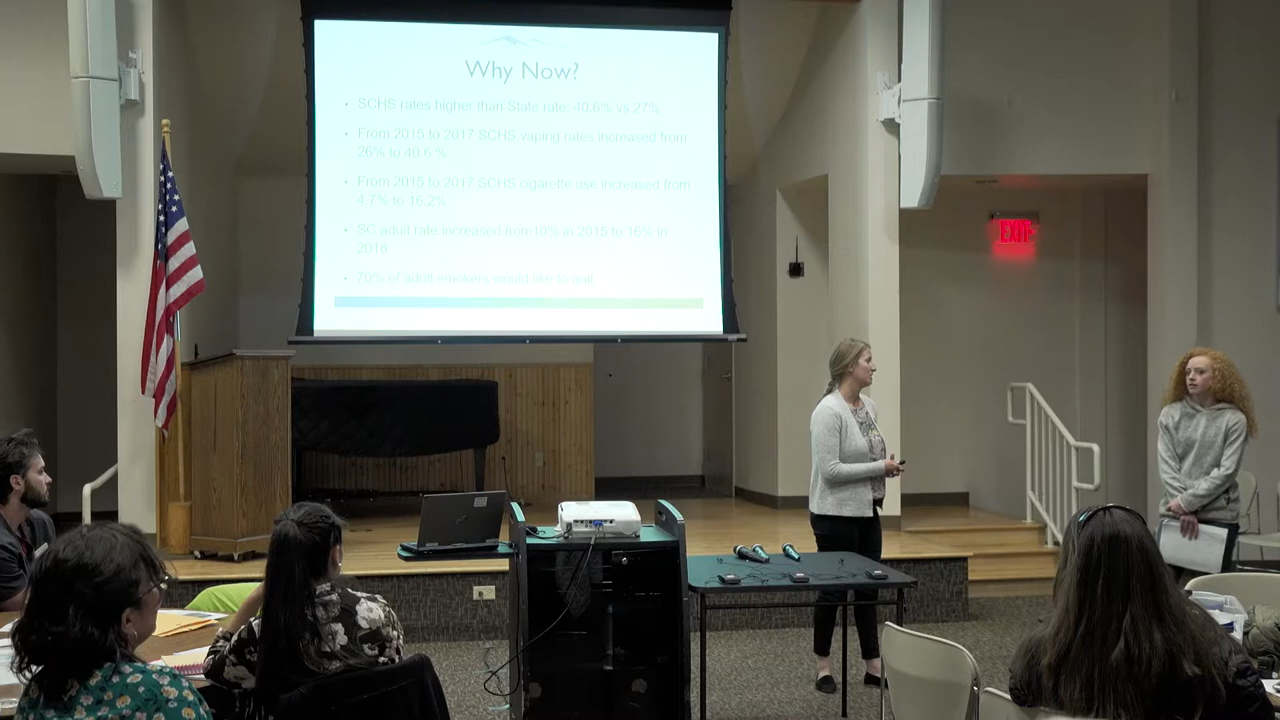 Why Now?
• SCHS rates higher than State rate: 40.6% vs 27%
• From 2015 to 2017 SCHS vaping rates increased from
26% to 40.6 %
• From 2015 to 2017 SCHS cigarette use increased from
4.7% to 16.2%
• SC adult rate increased from10% in 2015 to 16% in
2018
• 70% of adult smokers would like to quit
EXIT